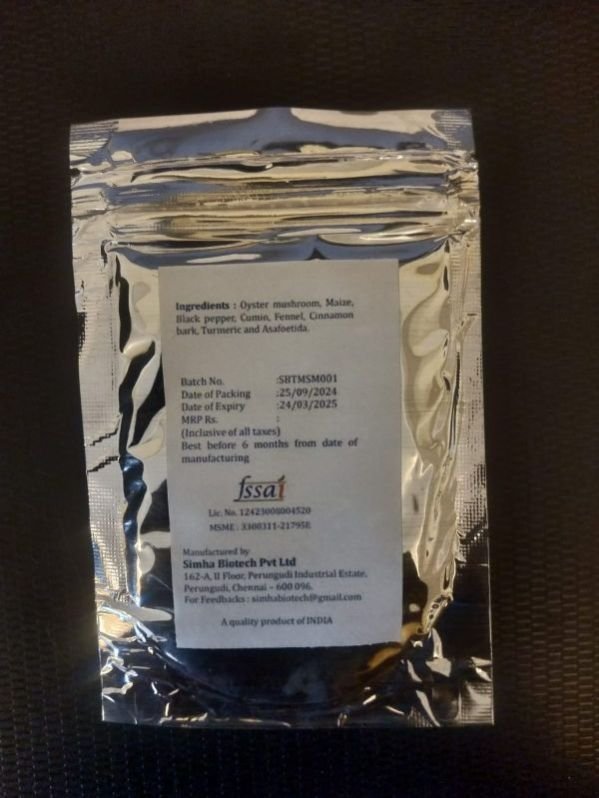 Ingredients : Oyster mushroom, Maize,
Black pepper, Cumin, Fennel, Cinnamon
bark, Turmeric and Asafoetida.
Batch No. :SBTMSM001
Date of Packing :25/09/2024
Date of Expiry :24/03/2025
MRP Rs. :
(Inclusive of all taxes)
Best before 6 months from date of
manufacturing
fssai
Lic. No. 12423008004520
MSME : 3300311-21795E
Manufactured by
Simha Biotech Pvt Ltd
162-A, II Floor, Perungudi Industrial Estate,
Perungudi, Chennai – 600 096.
For Feedbacks : simhabiotech@gmail.com
A quality product of INDIA